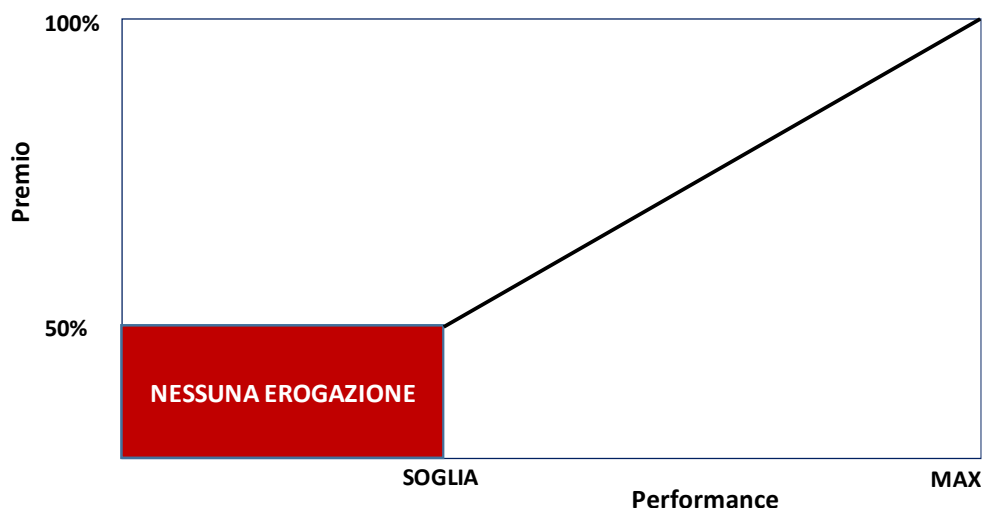 100%
Premio
50%
NESSUNA EROGAZIONE
SOGLIA
MAX
Performance